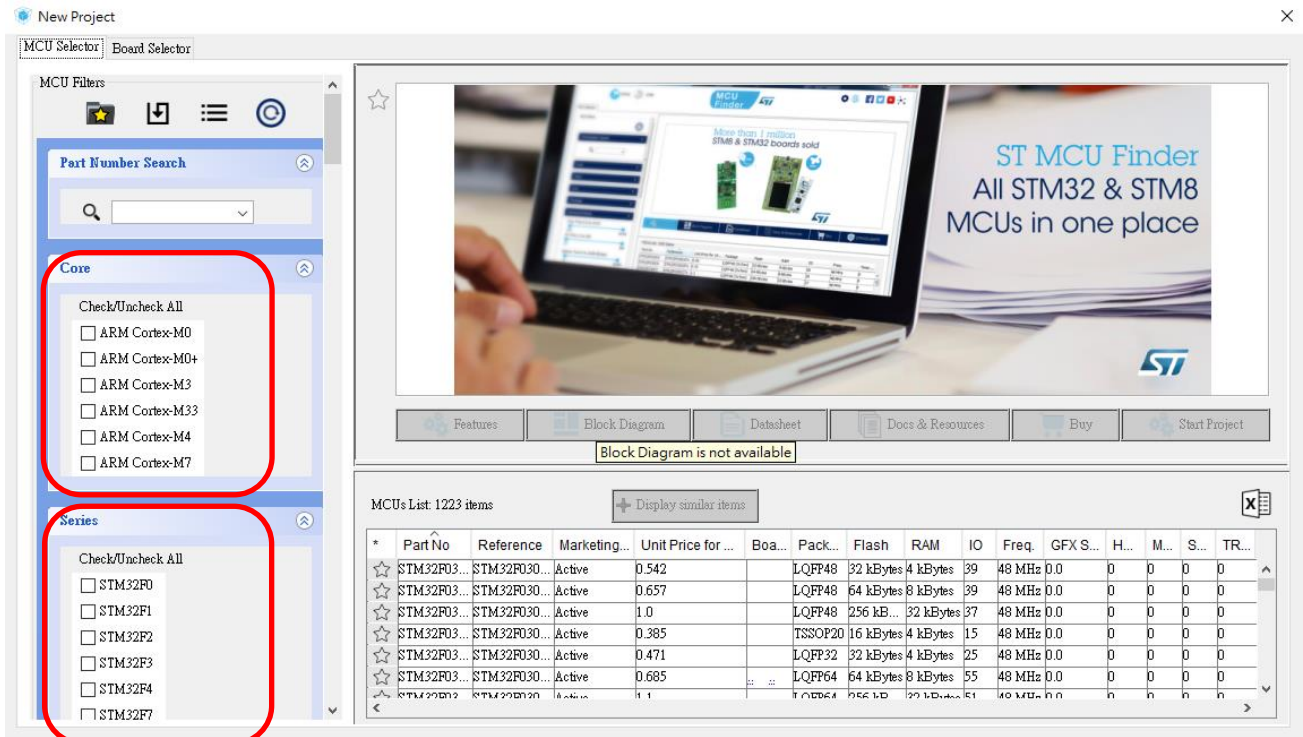 New Project
MCU Selector Board Selector
MCU Filters
Part Number Search
Core
Check/Uncheck All
ARM Cortex-M0
ARM Cortex-M0+
ARM Cortex-M3
ARM Cortex-M33
ARM Cortex-M4
ARM Cortex-M7
Series
Check/Uncheck All
STM32F0
STM32F1
STM32F2
STM32F3
STM32F4
STM32F7
MCU Finder
More than 1 million
STM8 & STM32 boards sold
ST MCU Finder
All STM32 & STM8
MCUs in one place
Features Block Diagram Datasheet Docs & Resources Buy Start Project
Block Diagram is not available
MCUs List: 1223 items Display similar items
* Part No Reference Marketing... Unit Price for ... Boa... Pack... Flash RAM IO Freq. GFX S... H... M... S... TR...
STM32F03... STM32F030... Active 0.542 LQFP48 32 kBytes 4 kBytes 39 48 MHz 0.0 0 0 0 0
STM32F03... STM32F030... Active 0.657 LQFP48 64 kBytes 8 kBytes 39 48 MHz 0.0 0 0 0 0
STM32F03... STM32F030... Active 1.0 LQFP48 256 kB... 32 kBytes 37 48 MHz 0.0 0 0 0 0
STM32F03... STM32F030... Active 0.385 TSSOP20 16 kBytes 4 kBytes 15 48 MHz 0.0 0 0 0 0
STM32F03... STM32F030... Active 0.471 LQFP32 32 kBytes 4 kBytes 25 48 MHz 0.0 0 0 0 0
STM32F03... STM32F030... Active 0.685 LQFP64 64 kBytes 8 kBytes 55 48 MHz 0.0 0 0 0 0